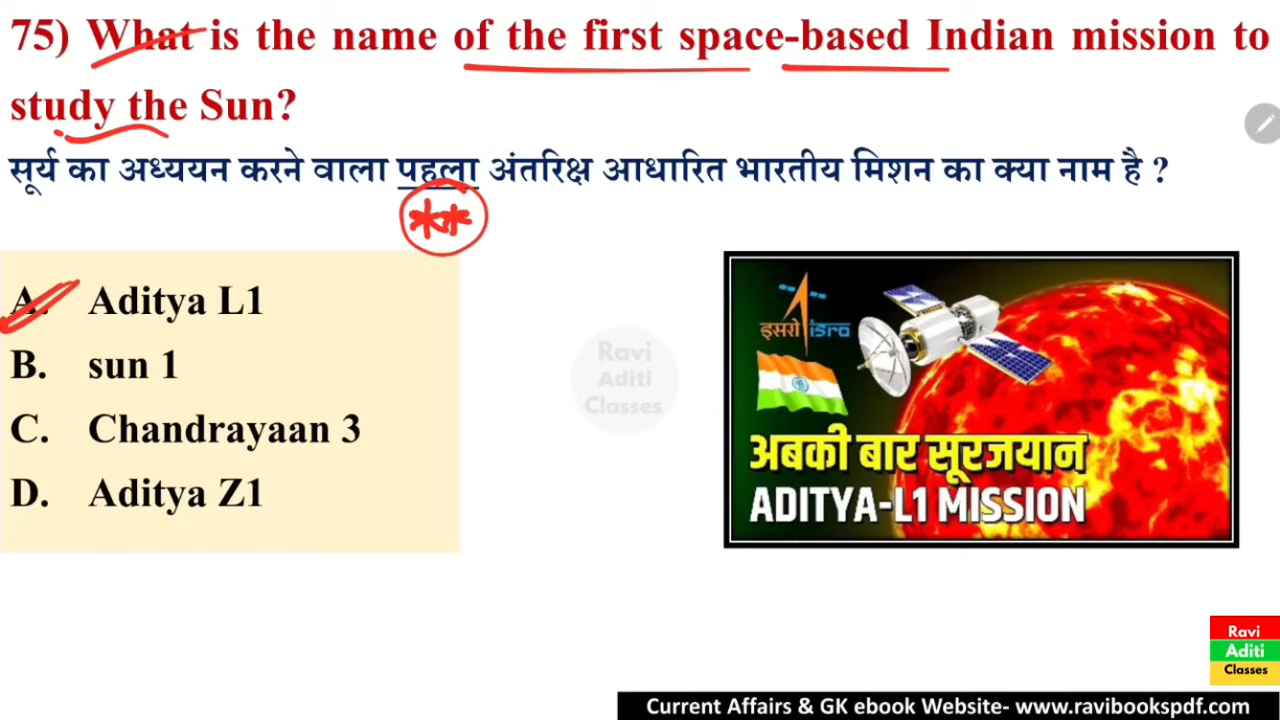 75) What is the name of the first space-based Indian mission to
study the Sun?
सूर्य का अध्ययन करने वाला पहला अंतरिक्ष आधारित भारतीय मिशन का क्या नाम है ?
A. Aditya L1
B. sun 1
C. Chandrayaan 3
D. Aditya Z1
इसरो isro
अबकी बार सूरजयान
ADITYA-L1 MISSION
Ravi
Aditi
Classes
Ravi
Aditi
Classes
Current Affairs & GK ebook Website- www.ravibookspdf.com